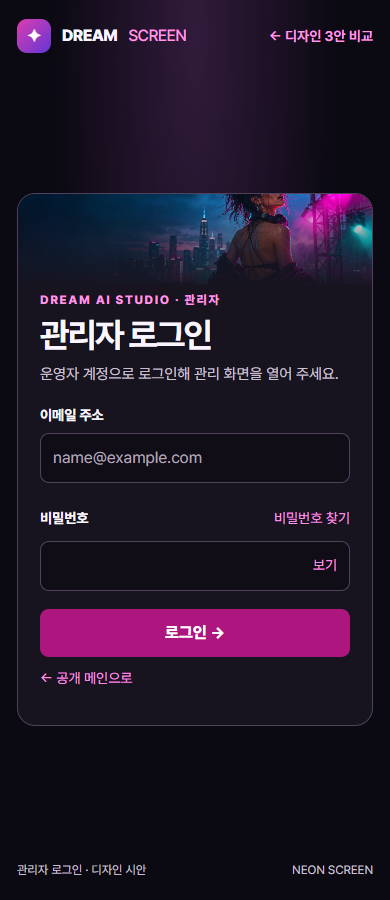 ✦ DREAM SCREEN
← 디자인 3안 비교
DREAM AI STUDIO · 관리자
관리자 로그인
운영자 계정으로 로그인해 관리 화면을 열어 주세요.
이메일 주소
name@example.com
비밀번호
비밀번호 찾기
보기
로그인 →
← 공개 메인으로
관리자 로그인 · 디자인 시안
NEON SCREEN